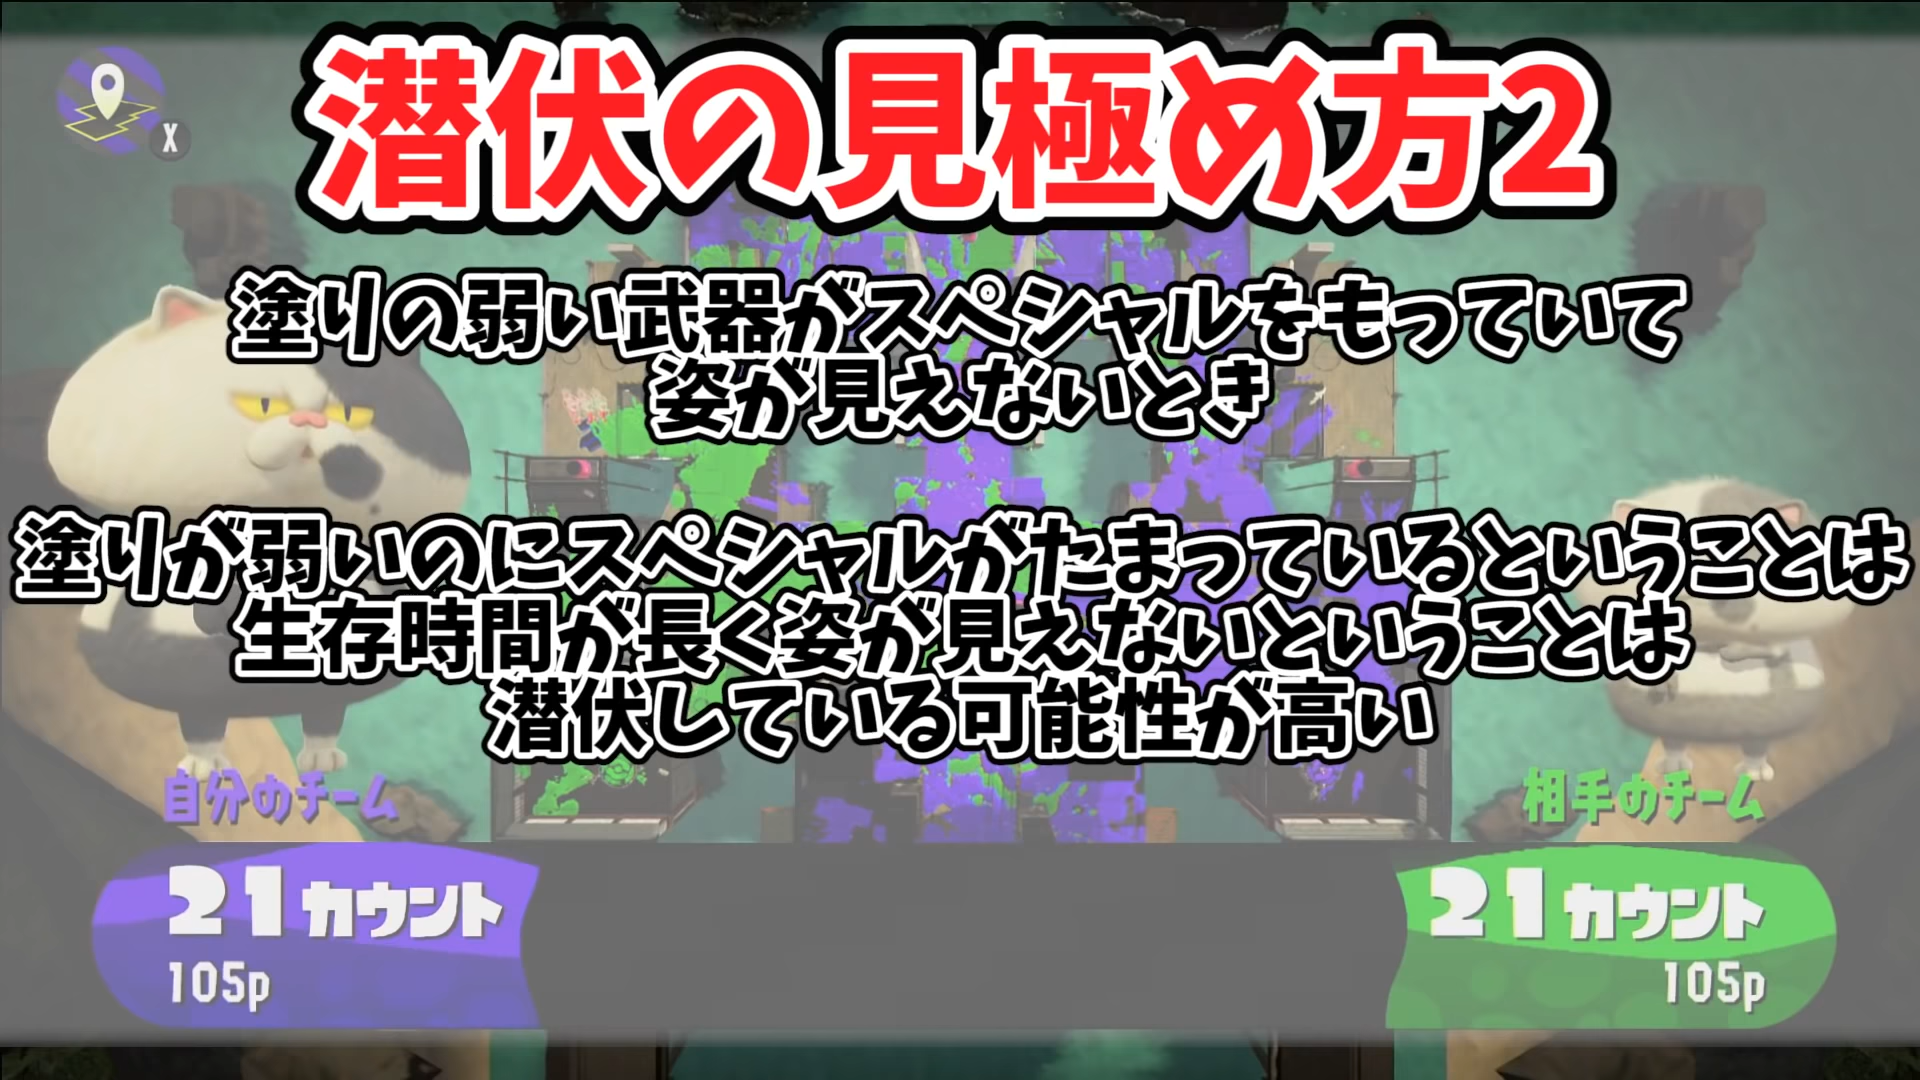 潜伏の見極め方2
X
塗りの弱い武器がスペシャルをもっていて
姿が見えないとき
塗りが弱いのにスペシャルがたまっているということは
生存時間が長く姿が見えないということは
潜伏している可能性が高い
自分のチーム
相手のチーム
21カウント
105p
21カウント
105p